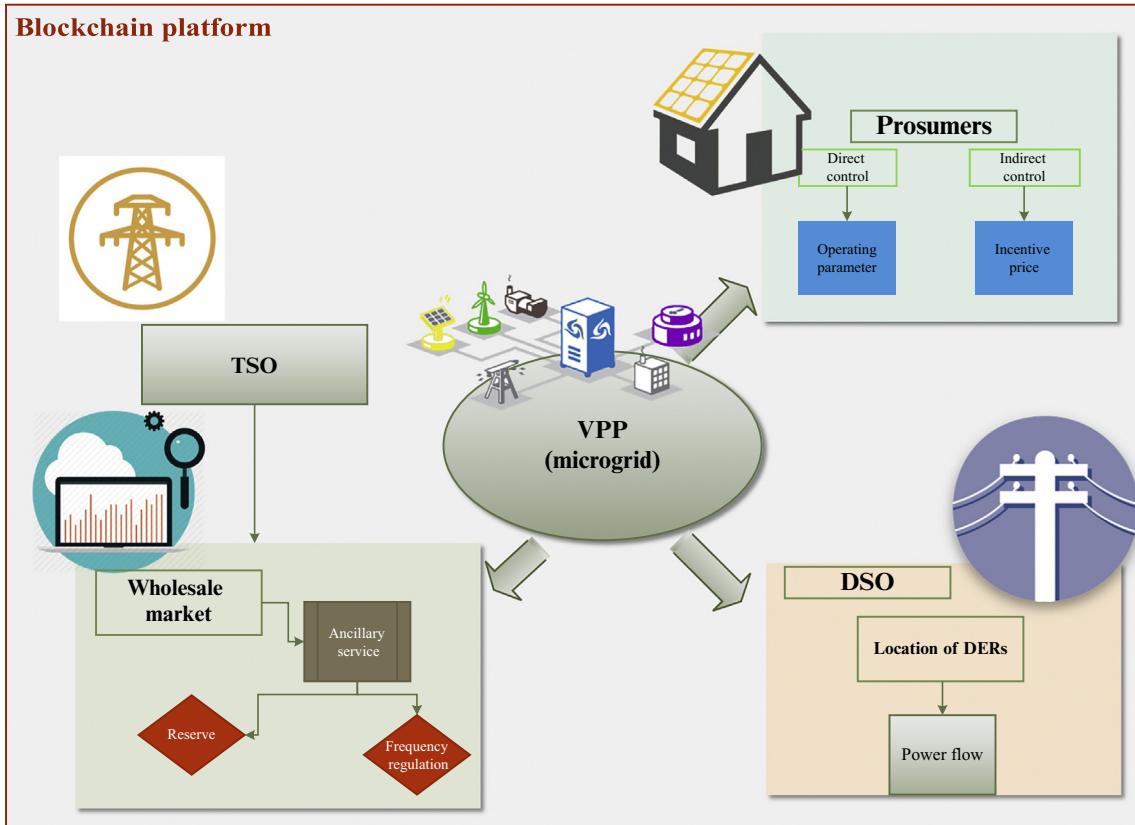 Blockchain platform
Prosumers
Direct
control
Indirect
control
Operating
parameter
Incentive
price
TSO
VPP
(microgrid)
Wholesale
market
Ancillary
service
Reserve
Frequency
regulation
DSO
Location of DERs
Power flow